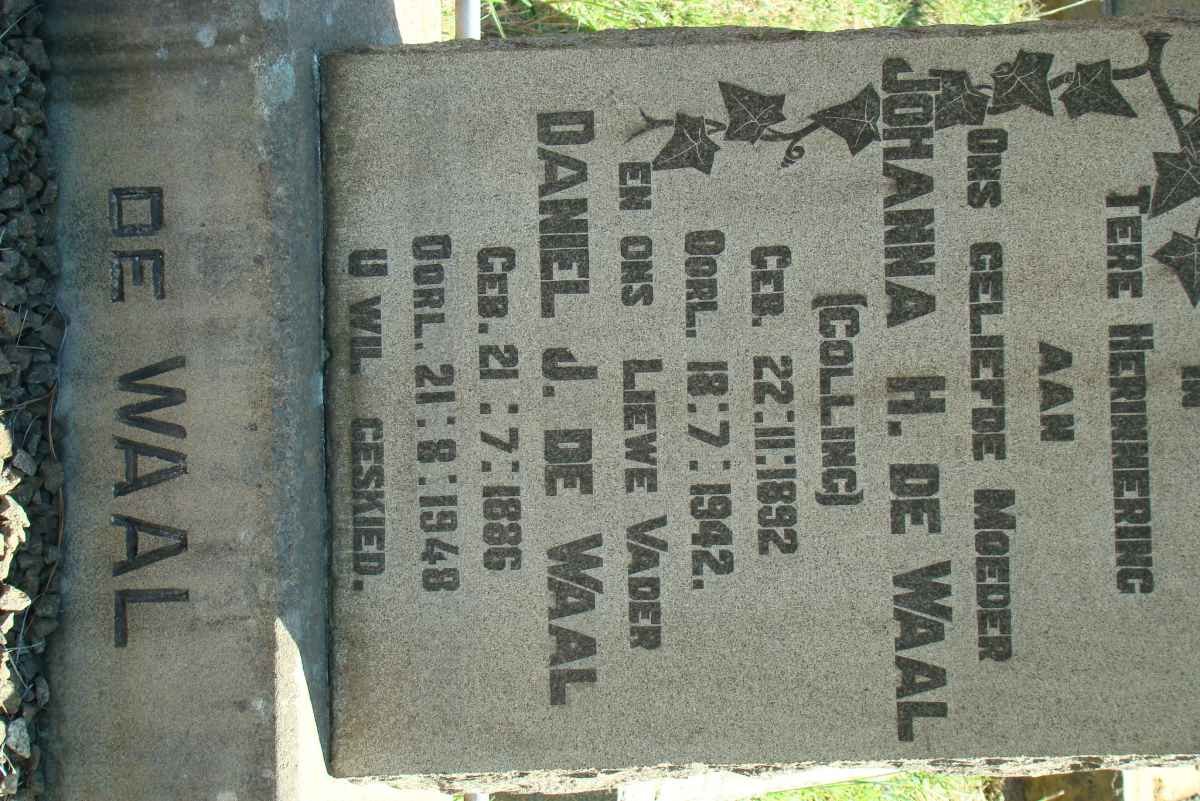 IN
TERE HERINNERING
AAN
ONS GELIEFDE MOEDER
JOHANNA H. DE WAAL
(COLLING)
GEB. 22:11:1892
OORL. 18:7:1942.
EN ONS LIEWE VADER
DANIEL J. DE WAAL
GEB. 21:7:1886
OORL. 21:8:1948
U WIL GESKIED.
DE WAAL